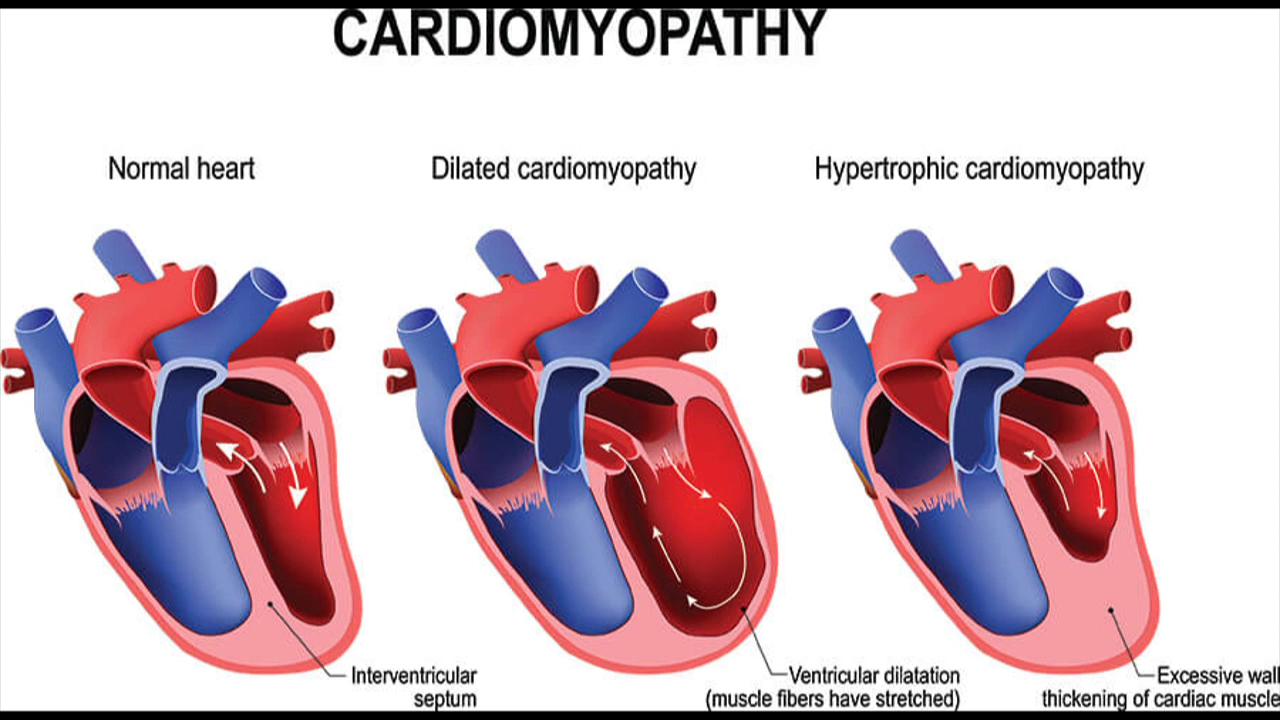 CARDIOMYOPATHY
Normal heart
Dilated cardiomyopathy
Hypertrophic cardiomyopathy
Interventricular
septum
Ventricular dilatation
(muscle fibers have stretched)
Excessive wall
thickening of cardiac muscle